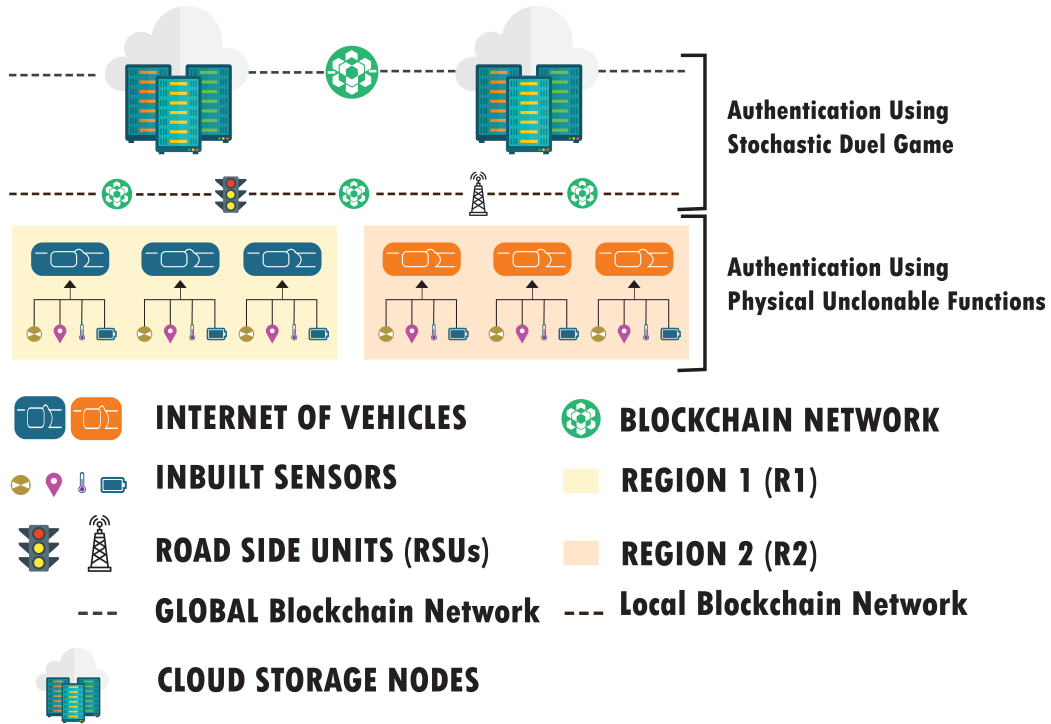 Authentication Using
Stochastic Duel Game
Authentication Using
Physical Unclonable Functions
INTERNET OF VEHICLES
BLOCKCHAIN NETWORK
INBUILT SENSORS
REGION 1 (R1)
ROAD SIDE UNITS (RSUs)
REGION 2 (R2)
GLOBAL Blockchain Network
Local Blockchain Network
CLOUD STORAGE NODES